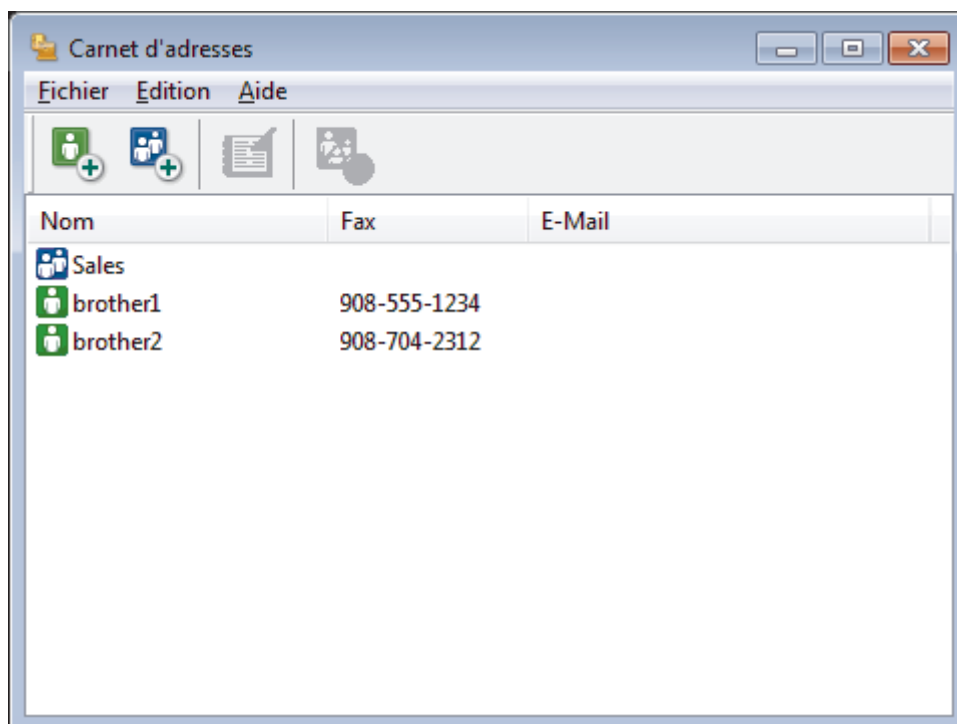 Carnet d'adresses
Fichier Edition Aide
Nom Fax E-Mail
Sales
brother1 908-555-1234
brother2 908-704-2312